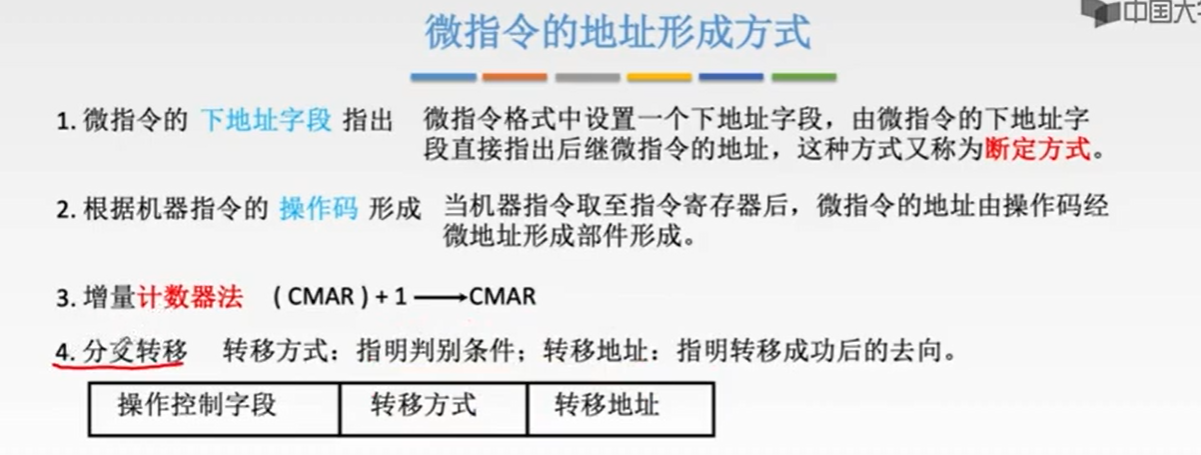 中国大
微指令的地址形成方式
1. 微指令的 下地址字段 指出 微指令格式中设置一个下地址字段，由微指令的下地址字
段直接指出后继微指令的地址，这种方式又称为断定方式。
2. 根据机器指令的 操作码 形成 当机器指令取至指令寄存器后，微指令的地址由操作码经
微地址形成部件形成。
3. 增量计数器法 ( CMAR ) + 1 → CMAR
4. 分支转移 转移方式：指明判别条件；转移地址：指明转移成功后的去向。
操作控制字段 转移方式 转移地址